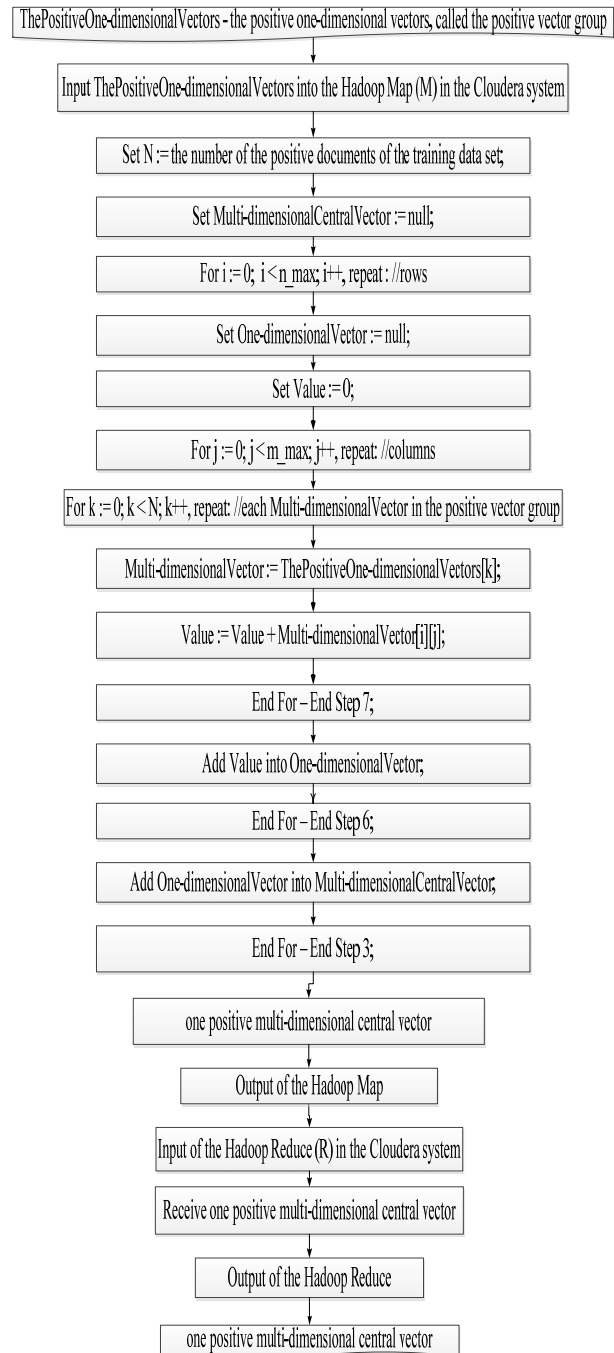 ThePositiveOne-dimensionalVectors - the positive one-dimensional vectors, called the positive vector group
Input ThePositiveOne-dimensionalVectors into the Hadoop Map (M) in the Cloudera system
Set N := the number of the positive documents of the training data set;
Set Multi-dimensionalCentralVector := null;
For i := 0; i < n_max; i++, repeat : //rows
Set One-dimensionalVector := null;
Set Value := 0;
For j := 0; j < m_max; j++, repeat: //columns
For k := 0; k < N; k++, repeat: //each Multi-dimensionalVector in the positive vector group
Multi-dimensionalVector := ThePositiveOne-dimensionalVectors[k];
Value := Value + Multi-dimensionalVector[i][j];
End For – End Step 7;
Add Value into One-dimensionalVector;
End For – End Step 6;
Add One-dimensionalVector into Multi-dimensionalCentralVector;
End For – End Step 3;
one positive multi-dimensional central vector
Output of the Hadoop Map
Input of the Hadoop Reduce (R) in the Cloudera system
Receive one positive multi-dimensional central vector
Output of the Hadoop Reduce
one positive multi-dimensional central vector